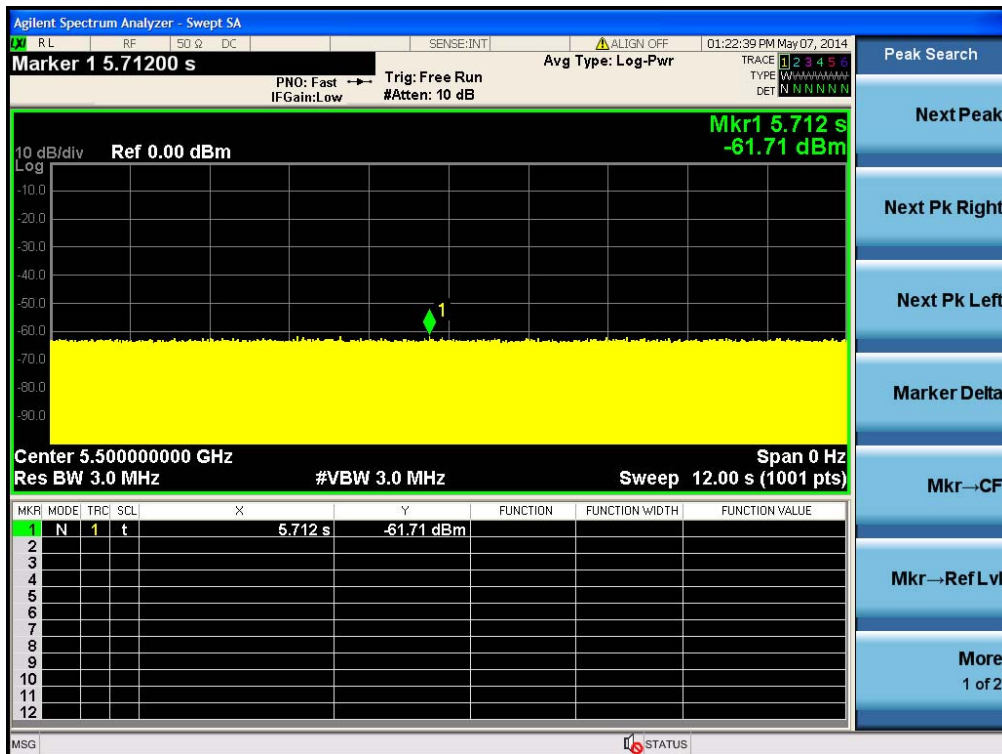 Agilent Spectrum Analyzer - Swept SA
LXI RL RF 50 Ω DC SENSE:INT ALIGN OFF 01:22:39 PM May 07, 2014
Marker 1 5.71200 s
PNO: Fast
IFGain:Low
Trig: Free Run
#Atten: 10 dB
Avg Type: Log-Pwr
TRACE 1 2 3 4 5 6
TYPE W
DET N N N N N N
Peak Search
Next Peak
Next Pk Right
Next Pk Left
Marker Delta
Mkr→CF
Mkr→Ref Lvl
More
1 of 2
Mkr1 5.712 s
-61.71 dBm
10 dB/div Ref 0.00 dBm
Log
-10.0
-20.0
-30.0
-40.0
-50.0
-60.0
-70.0
-80.0
-90.0
1
Center 5.500000000 GHz Span 0 Hz
Res BW 3.0 MHz #VBW 3.0 MHz Sweep 12.00 s (1001 pts)
MKR MODE TRC SCL X Y FUNCTION FUNCTION WIDTH FUNCTION VALUE
1 N 1 t 5.712 s -61.71 dBm
2
3
4
5
6
7
8
9
10
11
12
MSG STATUS